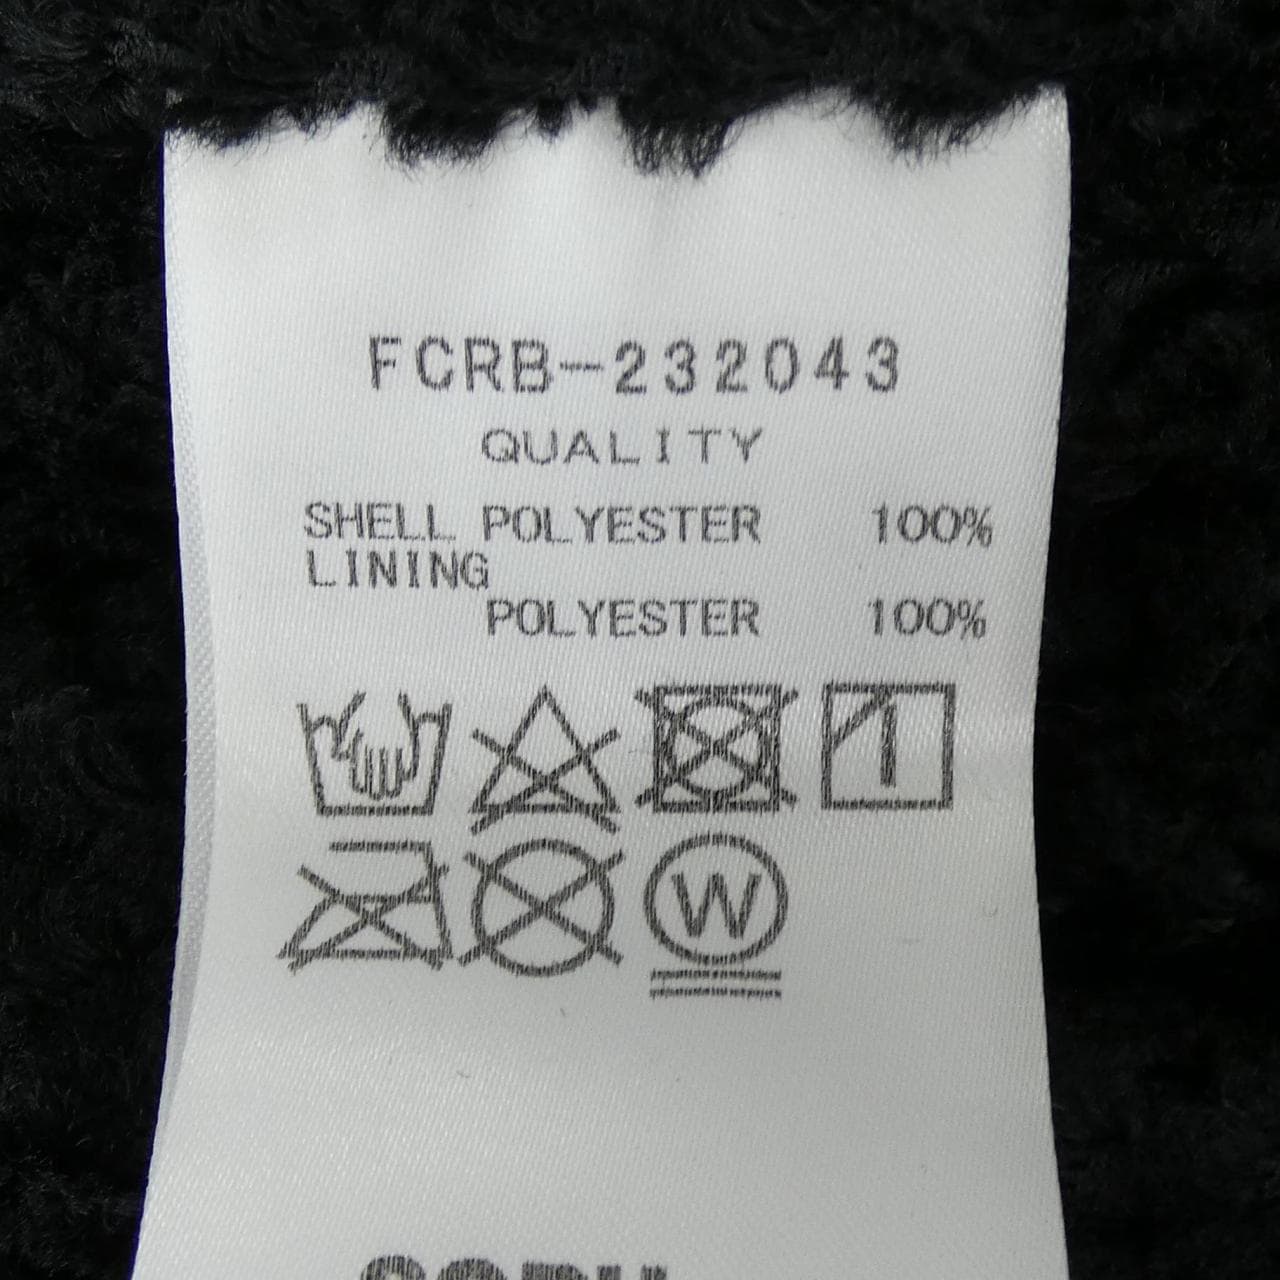 FCRB-232043
QUALITY
SHELL POLYESTER 100%
LINING
POLYESTER 100%
W